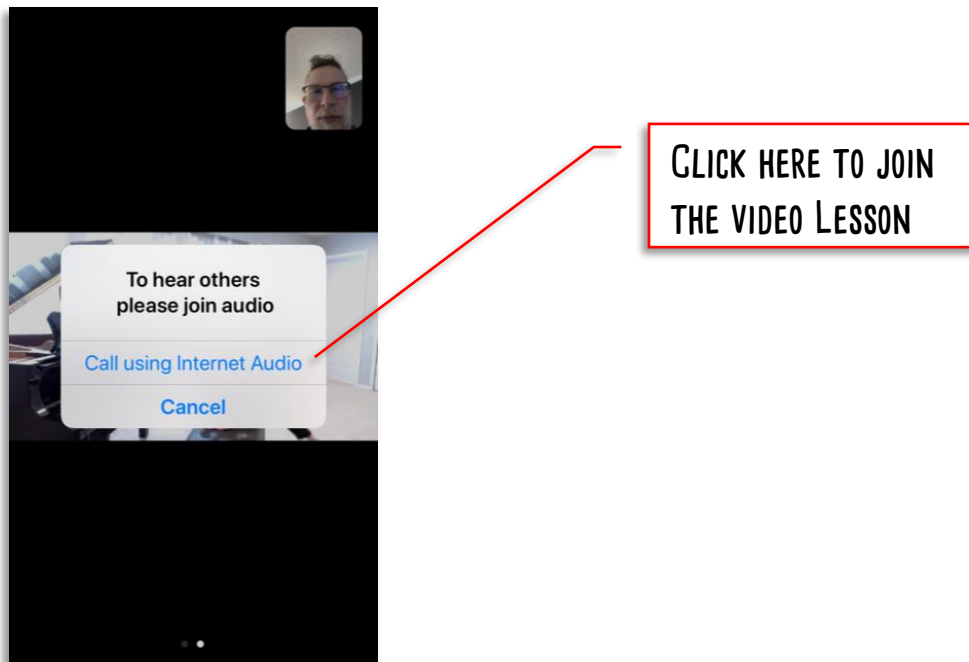 To hear others
please join audio
Call using Internet Audio
Cancel
Click here to join
the video Lesson